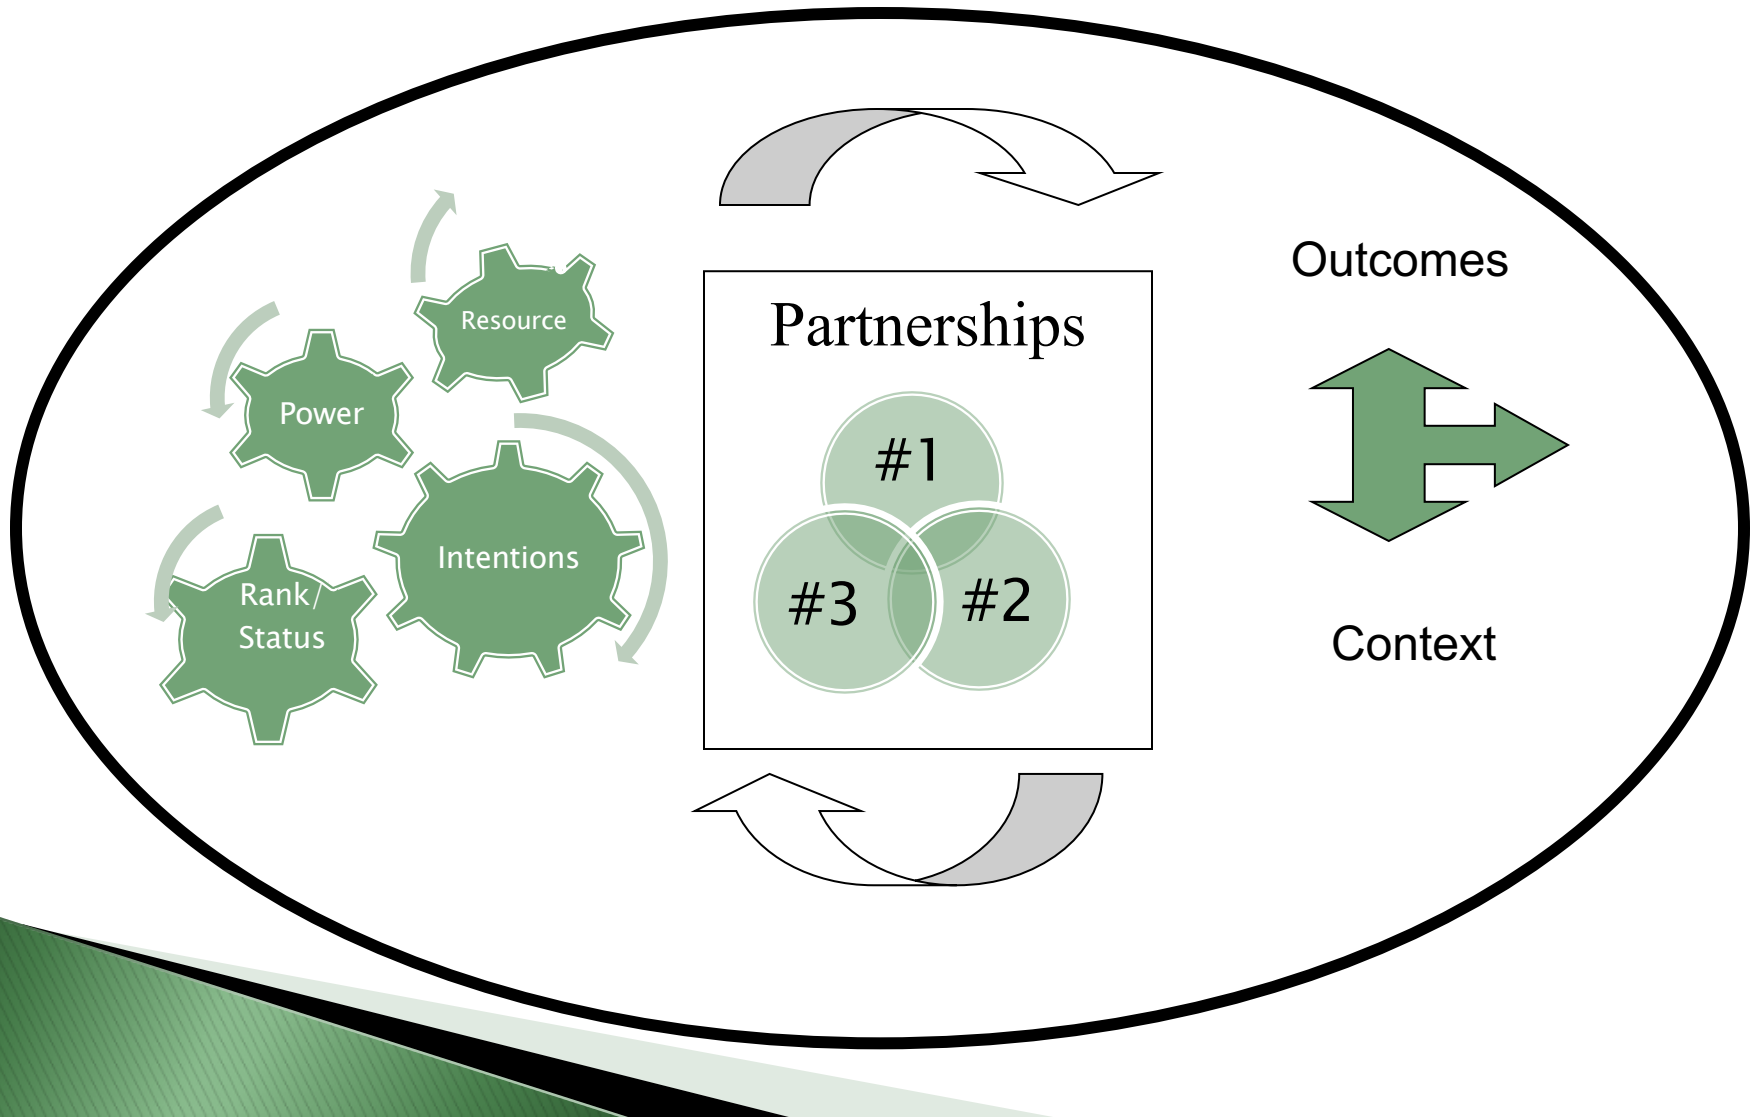 Resource
Power
Intentions
Rank/
Status
Partnerships
#1
#3
#2
Outcomes
Context